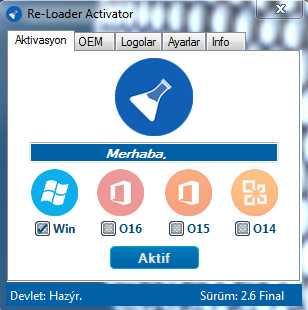 Re-Loader Activator
Aktivasyon OEM Logolar Ayarlar Info
Merhaba,
Win O16 O15 O14
Aktif
Devlet: Hazýr. Sürüm: 2.6 Final